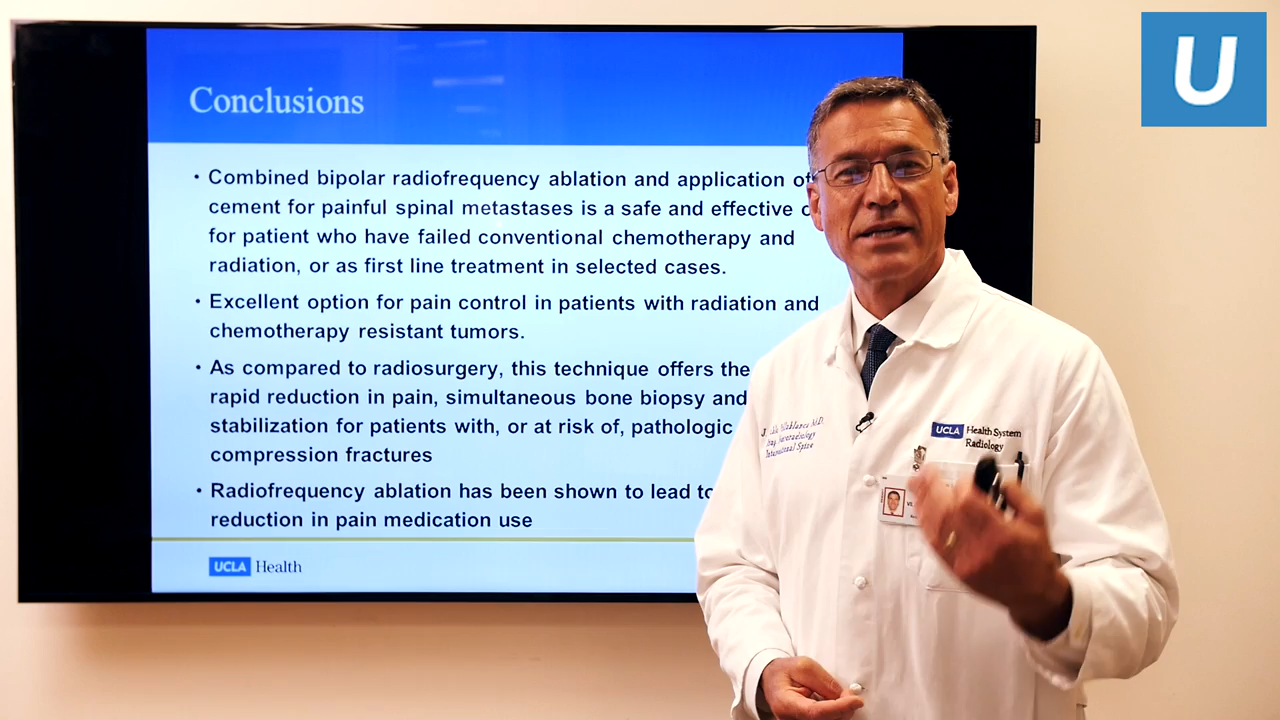 U
Conclusions
• Combined bipolar radiofrequency ablation and application of
cement for painful spinal metastases is a safe and effective
for patient who have failed conventional chemotherapy and
radiation, or as first line treatment in selected cases.
• Excellent option for pain control in patients with radiation and
chemotherapy resistant tumors.
• As compared to radiosurgery, this technique offers the
rapid reduction in pain, simultaneous bone biopsy and
stabilization for patients with, or at risk of, pathologic
compression fractures
• Radiofrequency ablation has been shown to lead to
reduction in pain medication use
UCLA Health
J. M.D.
UCLA Health System
Radiology
Spine